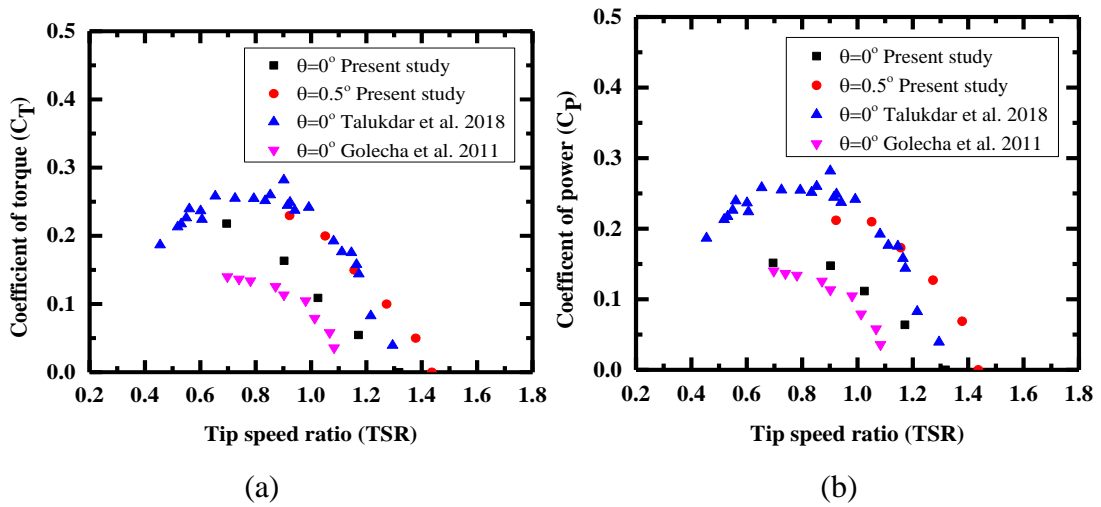 0.5
0.4
0.3
0.2
0.1
0.0
Coefficient of torque (C_T)
θ=0° Present study
θ=0.5° Present study
θ=0° Talukdar et al. 2018
θ=0° Golecha et al. 2011
0.2 0.4 0.6 0.8 1.0 1.2 1.4 1.6 1.8
Tip speed ratio (TSR)
(a)
0.5
0.4
0.3
0.2
0.1
0.0
Coefficent of power (C_P)
θ=0° Present study
θ=0.5° Present study
θ=0° Talukdar et al. 2018
θ=0° Golecha et al. 2011
0.2 0.4 0.6 0.8 1.0 1.2 1.4 1.6 1.8
Tip speed ratio (TSR)
(b)